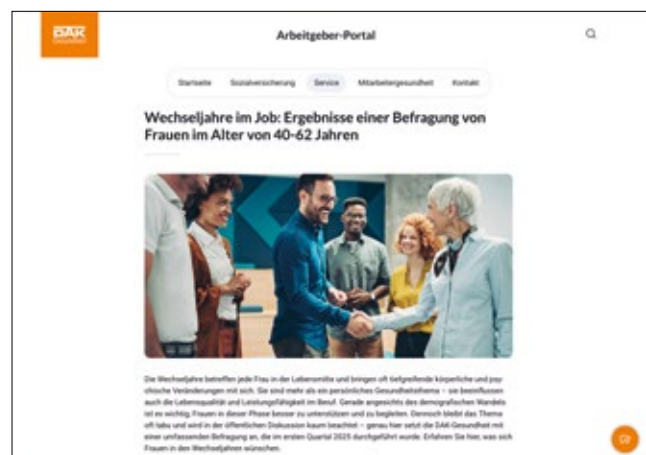 DAK
Gesundheit
Arbeitgeber-Portal
Startseite Sozialversicherung Service Mitarbeitergesundheit Kontakt
Wechseljahre im Job: Ergebnisse einer Befragung von
Frauen im Alter von 40-62 Jahren
Die Wechseljahre betreffen jede Frau in der Lebensmitte und bringen oft tiefgreifende körperliche und psy-
chische Veränderungen mit sich. Sie sind mehr als ein persönliches Gesundheitsthema – sie beeinflussen
auch die Lebensqualität und Leistungsfähigkeit im Beruf. Gerade angesichts des demografischen Wandels
ist es wichtig, Frauen in dieser Phase besser zu unterstützen und zu begleiten. Dennoch bleibt das Thema
oft tabu und wird in der öffentlichen Diskussion kaum beachtet – genau hier setzt die DAK-Gesundheit mit
einer umfassenden Befragung an, die im ersten Quartal 2025 durchgeführt wurde. Erfahren Sie hier, was sich
Frauen in den Wechseljahren wünschen.